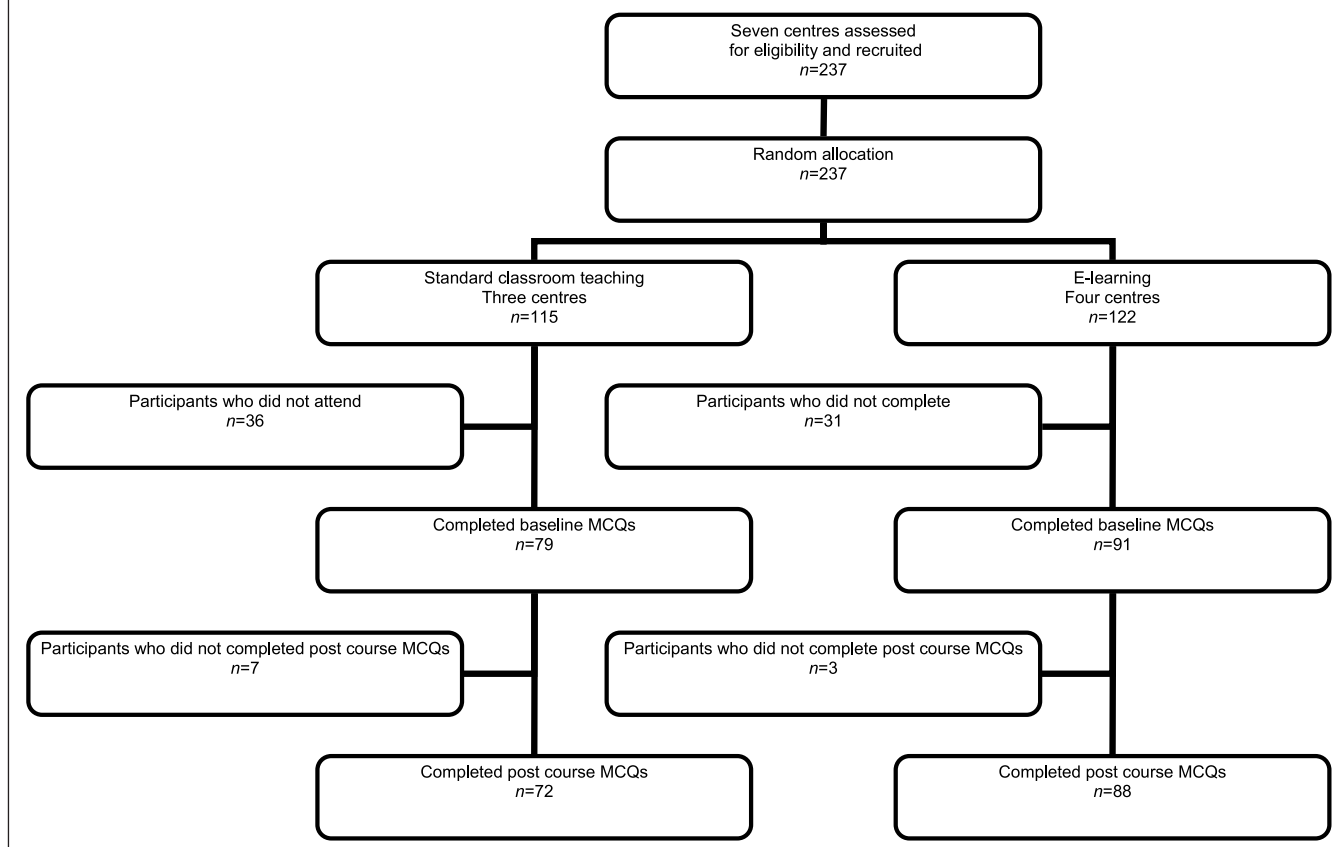 Seven centres assessed
for eligibility and recruited
n=237
Random allocation
n=237
Standard classroom teaching
Three centres
n=115
E-learning
Four centres
n=122
Participants who did not attend
n=36
Participants who did not complete
n=31
Completed baseline MCQs
n=79
Completed baseline MCQs
n=91
Participants who did not completed post course MCQs
n=7
Participants who did not complete post course MCQs
n=3
Completed post course MCQs
n=72
Completed post course MCQs
n=88